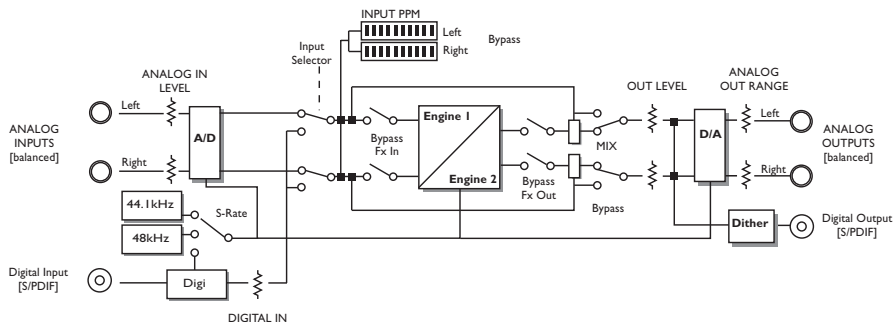 INPUT PPM
Left
Right
Bypass
Input
Selector
ANALOG IN
LEVEL
OUT LEVEL
ANALOG
OUT RANGE
Left
A/D
Engine 1
D/A
Left
ANALOG
INPUTS
[balanced]
Bypass
Fx In
MIX
ANALOG
OUTPUTS
[balanced]
Right
Engine 2
Bypass
Fx Out
Right
44.1kHz
S-Rate
Bypass
48kHz
Dither
Digital Output
[S/PDIF]
Digital Input
[S/PDIF]
Digi
DIGITAL IN